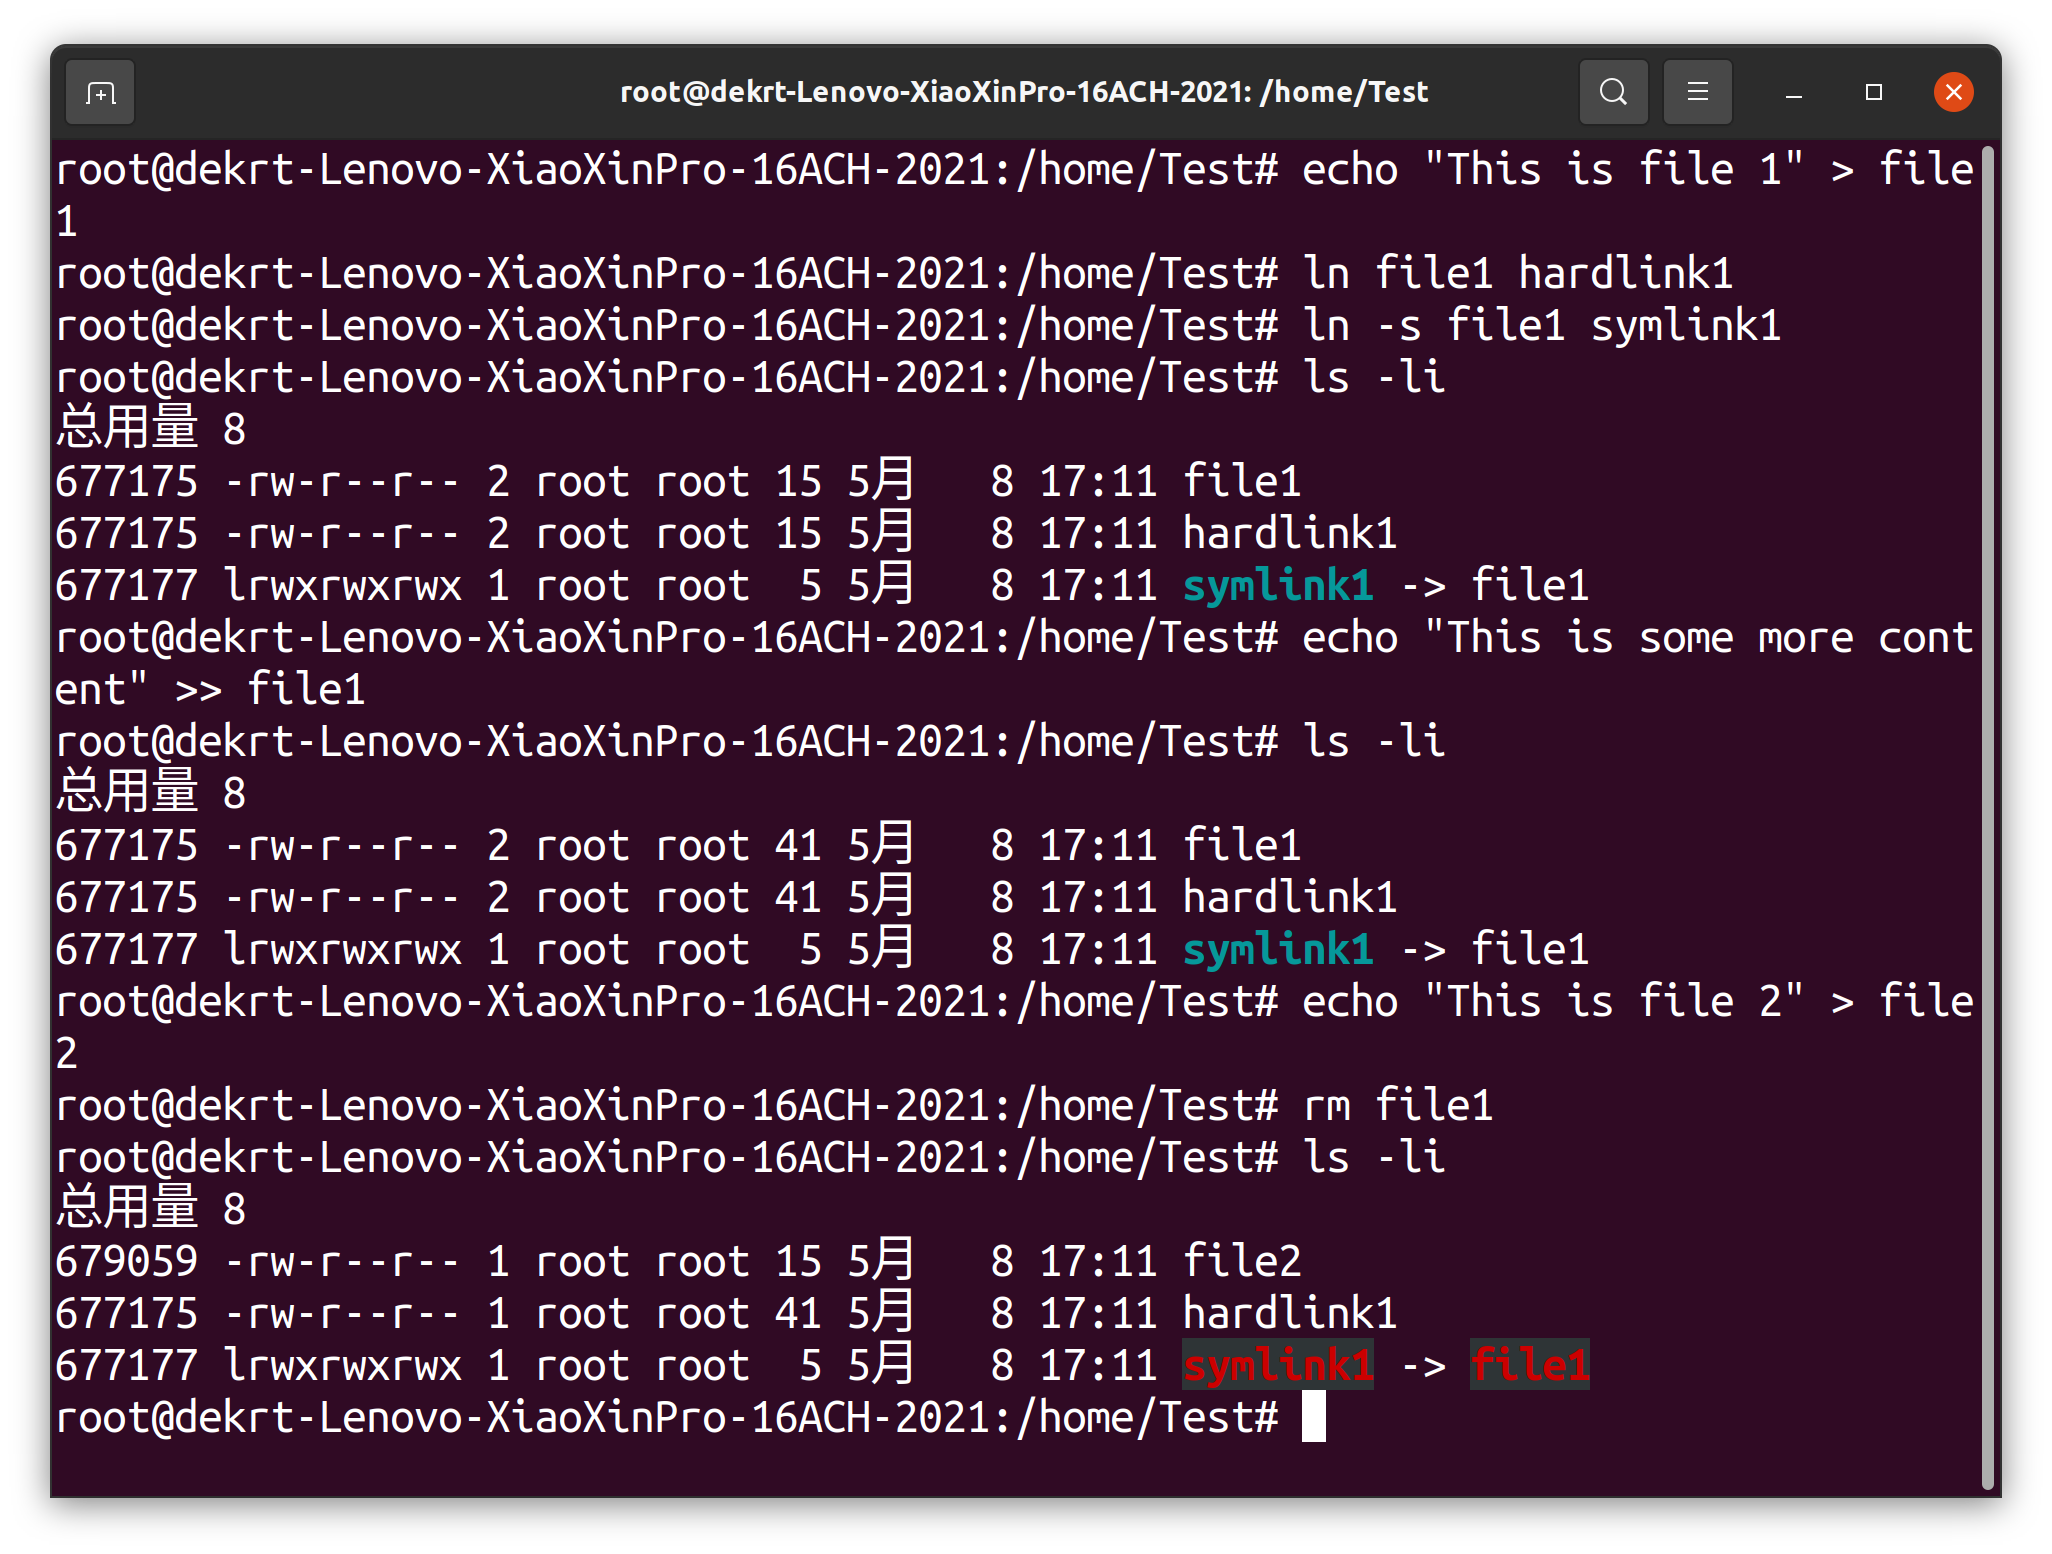 root@dekrt-Lenovo-XiaoXinPro-16ACH-2021: /home/Test
root@dekrt-Lenovo-XiaoXinPro-16ACH-2021:/home/Test# echo "This is file 1" > file
1
root@dekrt-Lenovo-XiaoXinPro-16ACH-2021:/home/Test# ln file1 hardlink1
root@dekrt-Lenovo-XiaoXinPro-16ACH-2021:/home/Test# ln -s file1 symlink1
root@dekrt-Lenovo-XiaoXinPro-16ACH-2021:/home/Test# ls -li
总用量 8
677175 -rw-r--r-- 2 root root 15 5月   8 17:11 file1
677175 -rw-r--r-- 2 root root 15 5月   8 17:11 hardlink1
677177 lrwxrwxrwx 1 root root  5 5月   8 17:11 symlink1 -> file1
root@dekrt-Lenovo-XiaoXinPro-16ACH-2021:/home/Test# echo "This is some more cont
ent" >> file1
root@dekrt-Lenovo-XiaoXinPro-16ACH-2021:/home/Test# ls -li
总用量 8
677175 -rw-r--r-- 2 root root 41 5月   8 17:11 file1
677175 -rw-r--r-- 2 root root 41 5月   8 17:11 hardlink1
677177 lrwxrwxrwx 1 root root  5 5月   8 17:11 symlink1 -> file1
root@dekrt-Lenovo-XiaoXinPro-16ACH-2021:/home/Test# echo "This is file 2" > file
2
root@dekrt-Lenovo-XiaoXinPro-16ACH-2021:/home/Test# rm file1
root@dekrt-Lenovo-XiaoXinPro-16ACH-2021:/home/Test# ls -li
总用量 8
679059 -rw-r--r-- 1 root root 15 5月   8 17:11 file2
677175 -rw-r--r-- 1 root root 41 5月   8 17:11 hardlink1
677177 lrwxrwxrwx 1 root root  5 5月   8 17:11 symlink1 -> file1
root@dekrt-Lenovo-XiaoXinPro-16ACH-2021:/home/Test#